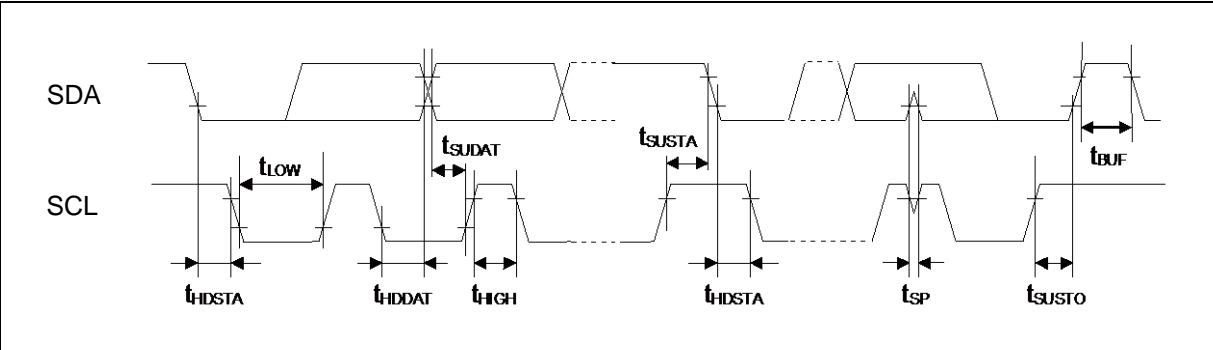 SDA
tSUDAT
tSUSTA
tBUF
tLOW
SCL
tHDSTA
tHDDAT
tHIGH
tHDSTA
tSP
tSUSTO